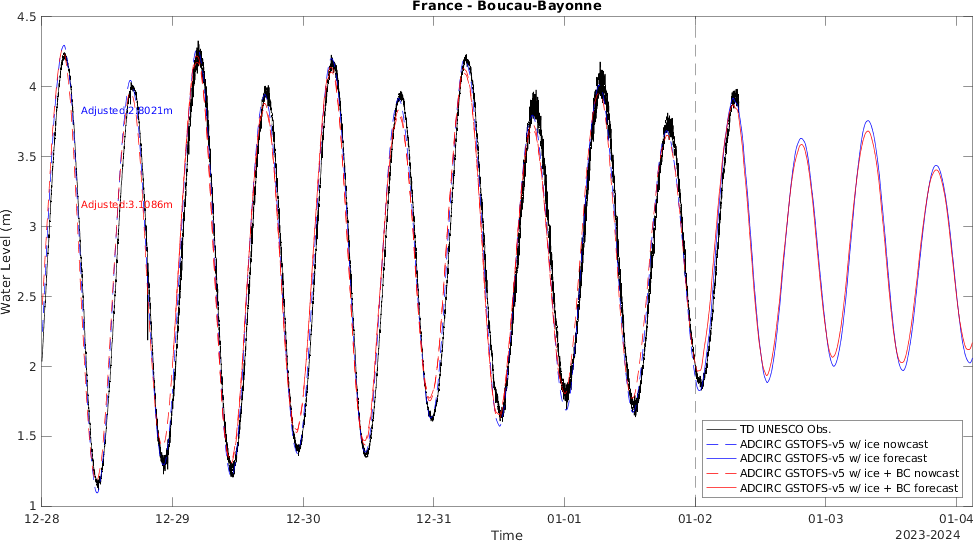 France - Boucau-Bayonne
4.5
4
3.5
3
2.5
2
1.5
1
Water Level (m)
Adjusted:2.8021m
Adjusted:3.1086m
TD UNESCO Obs.
ADCIRC GSTOFS-v5 w/ ice nowcast
ADCIRC GSTOFS-v5 w/ ice forecast
ADCIRC GSTOFS-v5 w/ ice + BC nowcast
ADCIRC GSTOFS-v5 w/ ice + BC forecast
12-28 12-29 12-30 12-31 01-01 01-02 01-03 01-04
Time
2023-2024